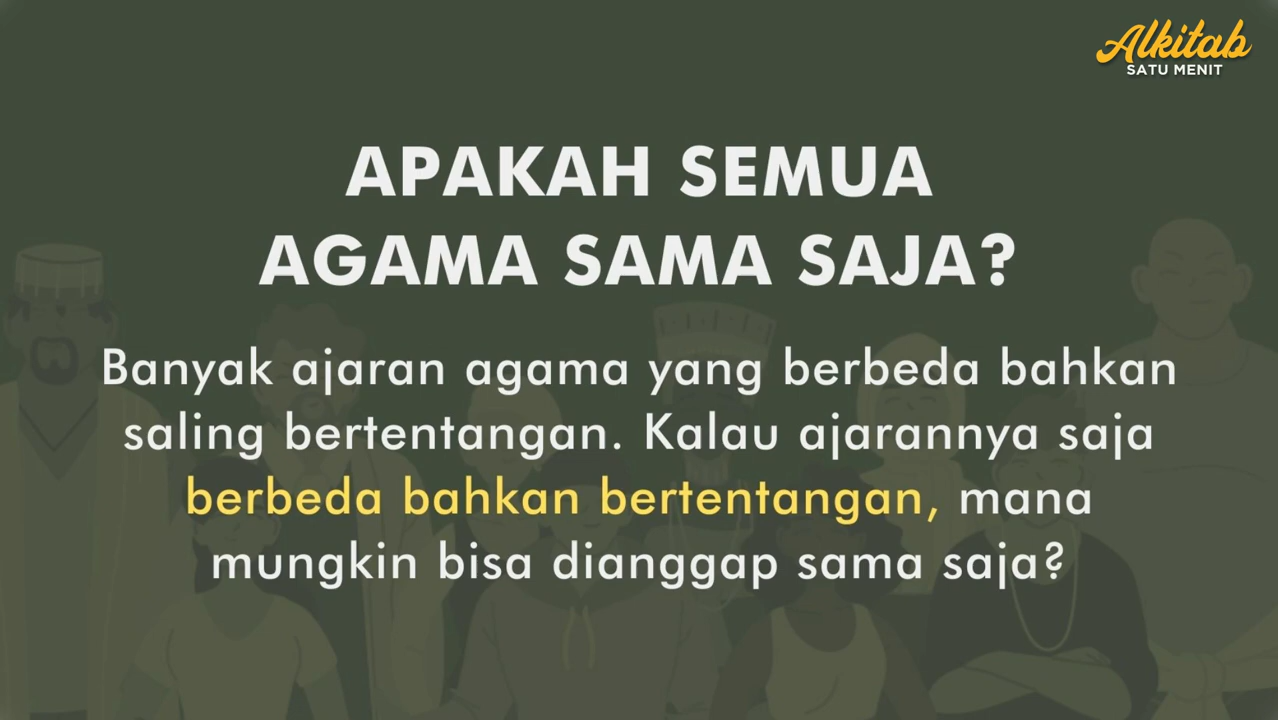 Alkitab
SATU MENIT
APAKAH SEMUA
AGAMA SAMA SAJA?
Banyak ajaran agama yang berbeda bahkan
saling bertentangan. Kalau ajarannya saja
berbeda bahkan bertentangan, mana
mungkin bisa dianggap sama saja?